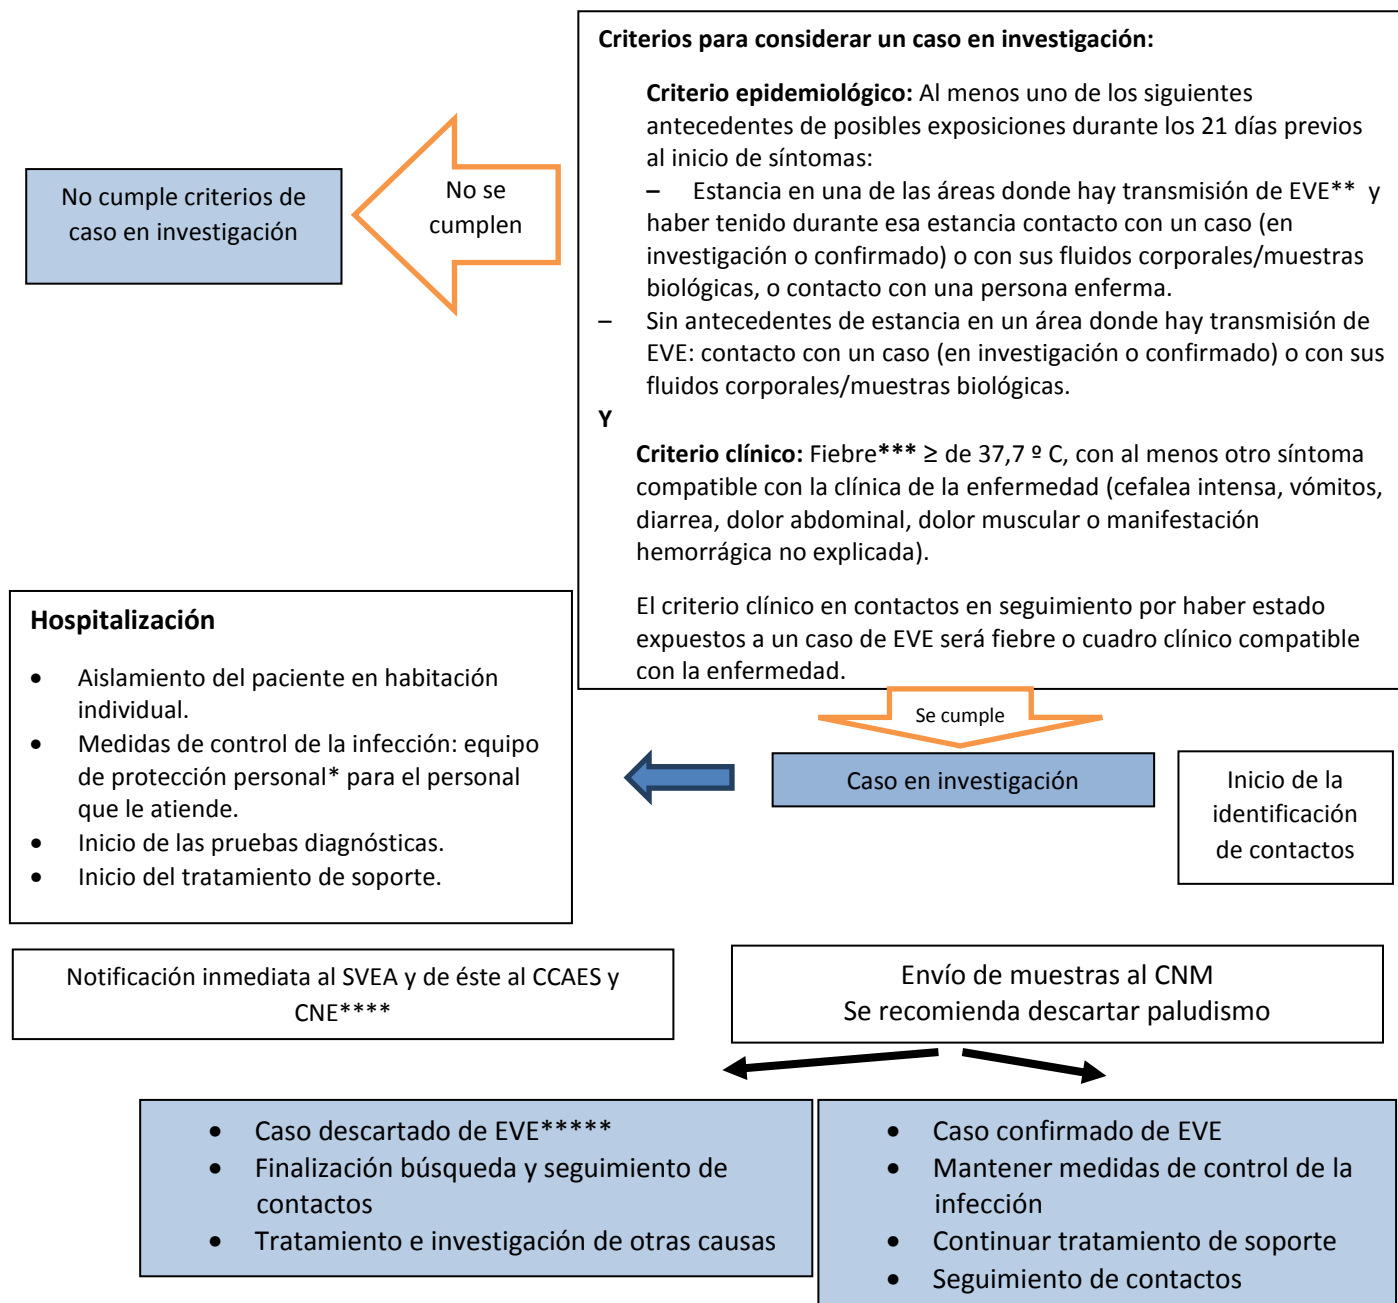 Criterios para considerar un caso en investigación:
Criterio epidemiológico: Al menos uno de los siguientes
antecedentes de posibles exposiciones durante los 21 días previos
al inicio de síntomas:
– Estancia en una de las áreas donde hay transmisión de EVE** y
haber tenido durante esa estancia contacto con un caso (en
investigación o confirmado) o con sus fluidos corporales/muestras
biológicas, o contacto con una persona enferma.
– Sin antecedentes de estancia en un área donde hay transmisión de
EVE: contacto con un caso (en investigación o confirmado) o con sus
fluidos corporales/muestras biológicas.
Y
Criterio clínico: Fiebre*** ≥ de 37,7 º C, con al menos otro síntoma
compatible con la clínica de la enfermedad (cefalea intensa, vómitos,
diarrea, dolor abdominal, dolor muscular o manifestación
hemorrágica no explicada).
El criterio clínico en contactos en seguimiento por haber estado
expuestos a un caso de EVE será fiebre o cuadro clínico compatible
con la enfermedad.
No se
cumplen
No cumple criterios de
caso en investigación
Se cumple
Caso en investigación
Inicio de la
identificación
de contactos
Hospitalización
• Aislamiento del paciente en habitación
individual.
• Medidas de control de la infección: equipo
de protección personal* para el personal
que le atiende.
• Inicio de las pruebas diagnósticas.
• Inicio del tratamiento de soporte.
Notificación inmediata al SVEA y de éste al CCAES y
CNE****
Envío de muestras al CNM
Se recomienda descartar paludismo
• Caso descartado de EVE*****
• Finalización búsqueda y seguimiento de
contactos
• Tratamiento e investigación de otras causas
• Caso confirmado de EVE
• Mantener medidas de control de la
infección
• Continuar tratamiento de soporte
• Seguimiento de contactos